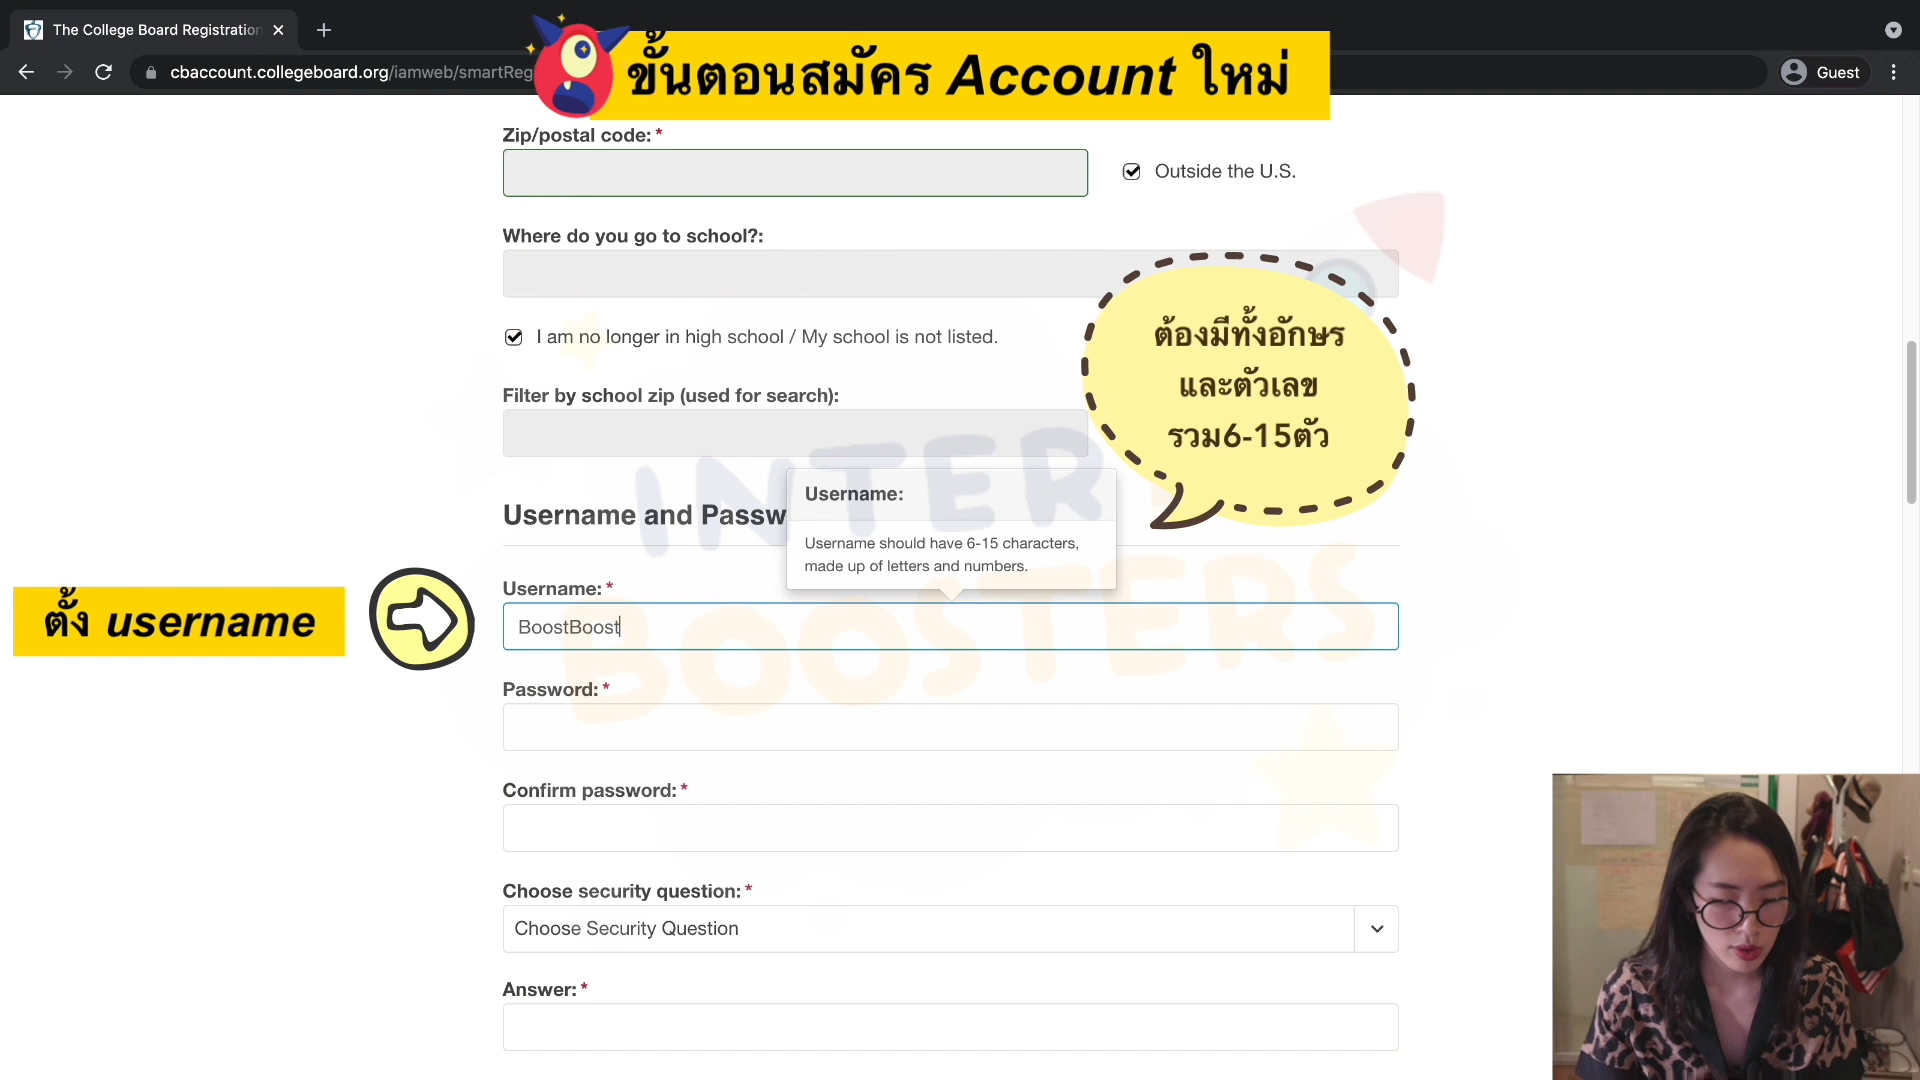 The College Board Registration
cbaccount.collegeboard.org/iamweb/smartReg
Guest
ขั้นตอนสมัคร Account ใหม่
Zip/postal code: *
Outside the U.S.
Where do you go to school?:
I am no longer in high school / My school is not listed.
ต้องมีทั้งอักษร
และตัวเลข
รวม6-15ตัว
Filter by school zip (used for search):
INTER
BOOSTERS
Username and Passw
Username:
Username should have 6-15 characters,
made up of letters and numbers.
ตั้ง username
Username: *
BoostBoost
Password: *
Confirm password: *
Choose security question: *
Choose Security Question
Answer: *